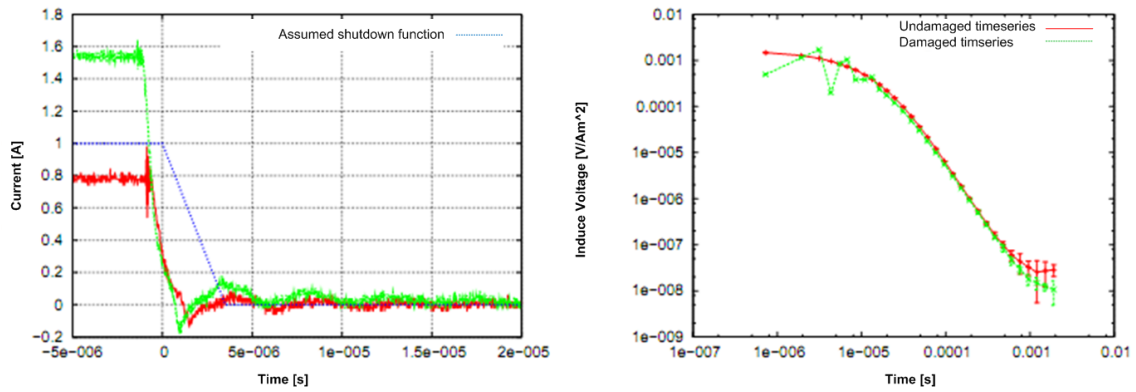 1.8
1.6
1.4
1.2
1
0.8
0.6
0.4
0.2
0
−0.2
Current [A]
Assumed shutdown function
−5e−006 0 5e−006 1e−005 1.5e−005 2e−005
Time [s]
0.01
0.001
0.0001
1e−005
1e−006
1e−007
1e−008
1e−009
Induce Voltage [V/Am^2]
Undamaged timeseries
Damaged timseries
1e−007 1e−006 1e−005 0.0001 0.001 0.01
Time [s]